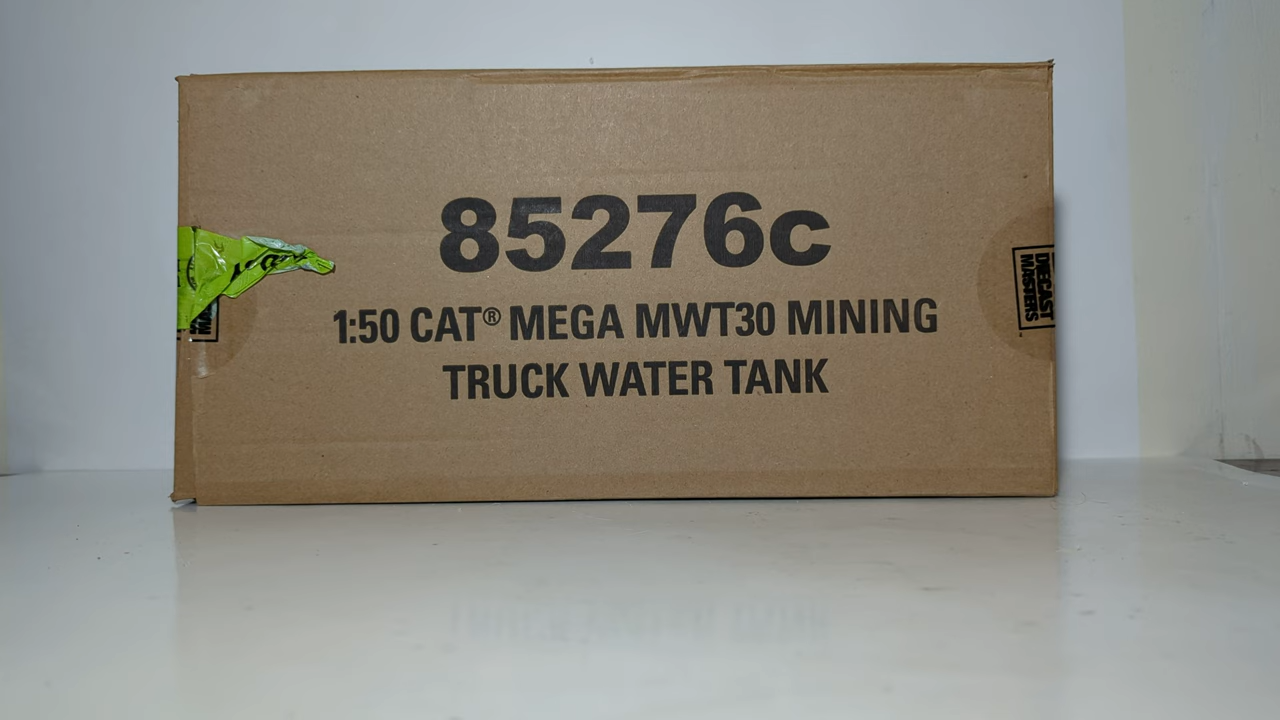 85276c
1:50 CAT® MEGA MWT30 MINING
TRUCK WATER TANK
DIECAST
MASTERS